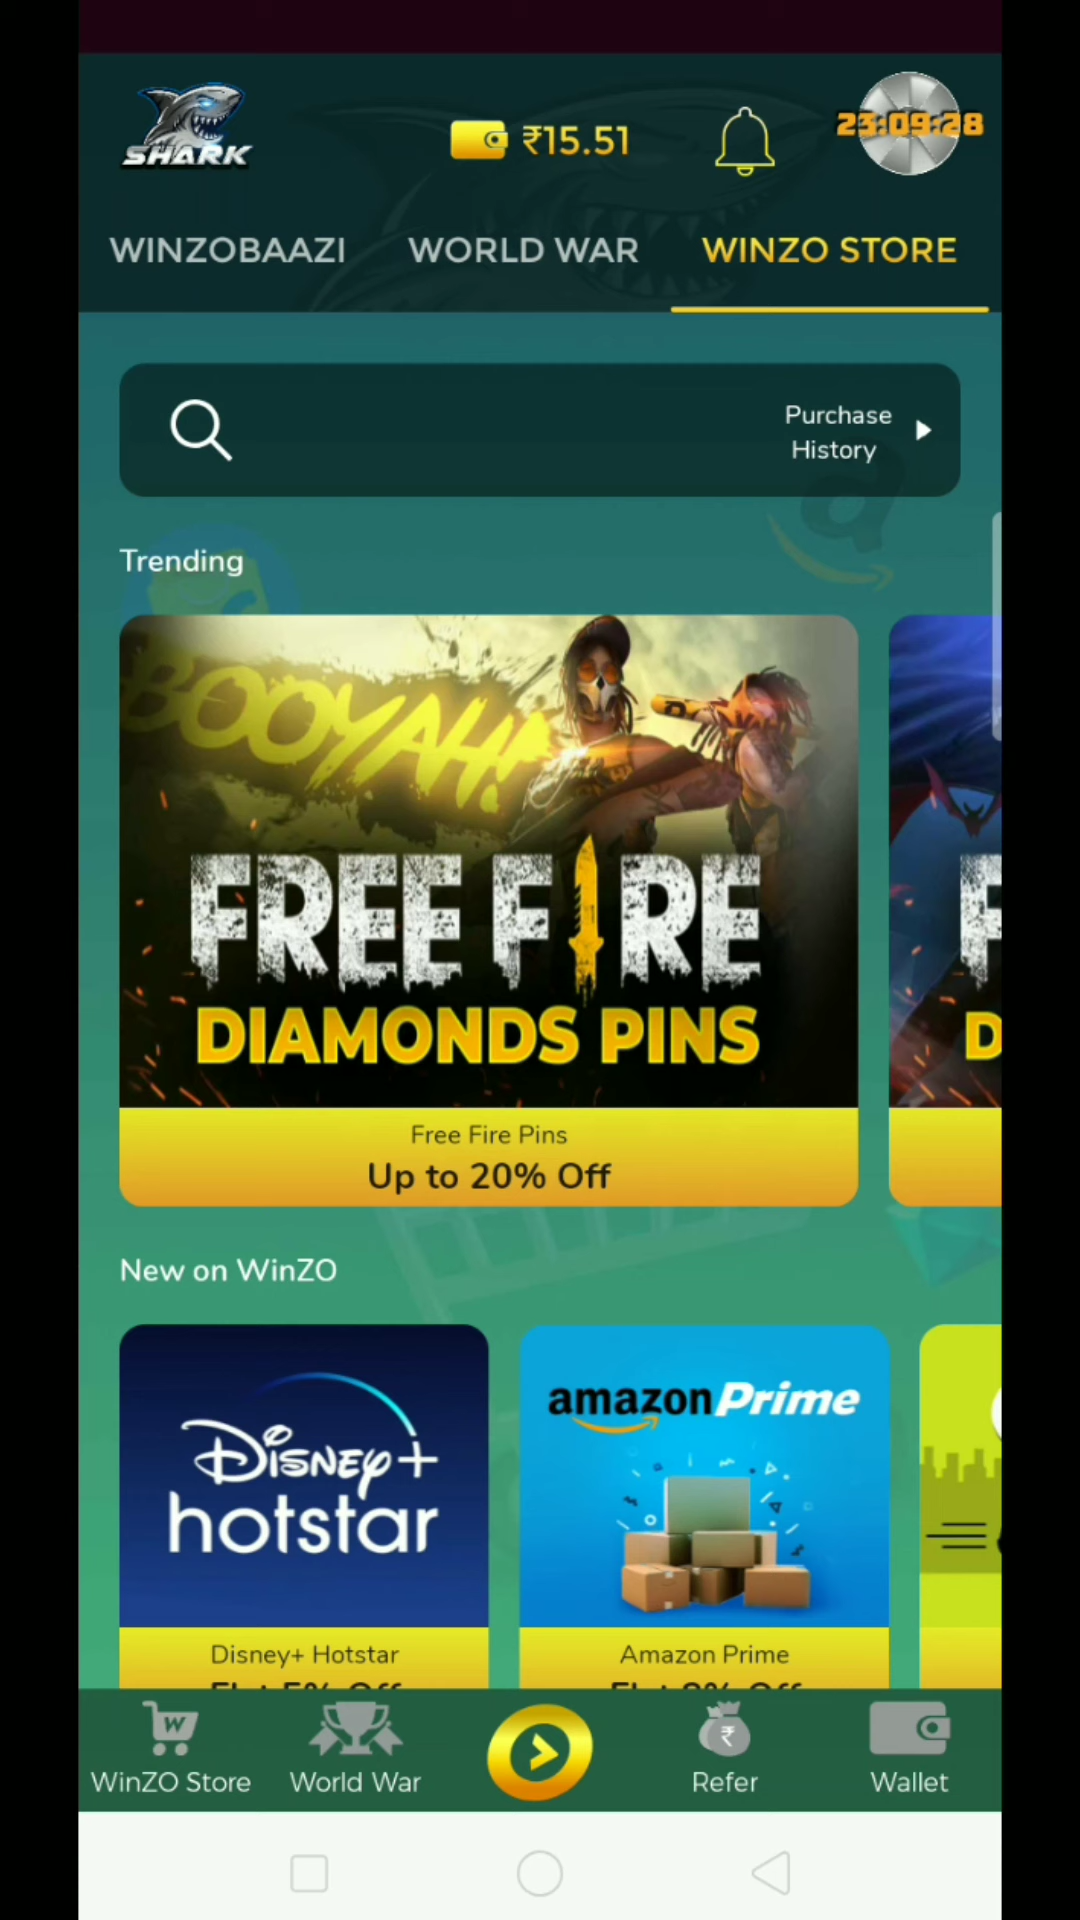 SHARK
₹15.51
23:09:28
WINZOBAAZI WORLD WAR WINZO STORE
Purchase
History
Trending
BOOYAH!
FREE FIRE
DIAMONDS PINS
Free Fire Pins
Up to 20% Off
New on WinZO
Disney+
hotstar
amazon Prime
Disney+ Hotstar
Amazon Prime
WinZO Store World War Refer Wallet